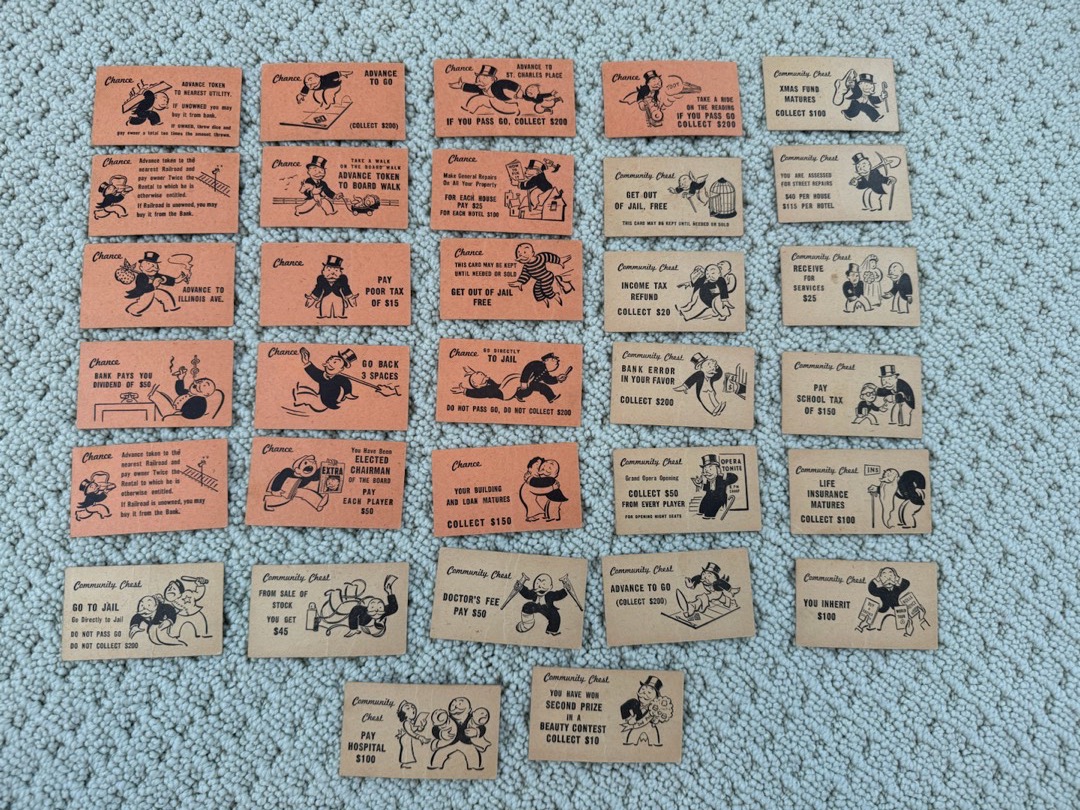 Chance
ADVANCE TOKEN
TO NEAREST UTILITY.
IF UNOWNED you may
buy it from bank.
IF OWNED, throw dice and
pay owner a total ten times the amount thrown.
Chance
ADVANCE
TO GO
GO
(COLLECT $200)
Chance
ADVANCE TO
ST. CHARLES PLACE
IF YOU PASS GO, COLLECT $200
Chance
TOOT
TAKE A RIDE
ON THE READING
IF YOU PASS GO
COLLECT $200
Community Chest
XMAS FUND
MATURES
COLLECT $100
Chance
Advance token to the
nearest Railroad and
pay owner Twice the
Rental to which he is
otherwise entitled.
If Railroad is unowned, you may
buy it from the Bank.
Chance
TAKE A WALK
ON THE BOARD WALK
ADVANCE TOKEN
TO BOARD WALK
Chance
Make General Repairs
On All Your Property
FOR EACH HOUSE
PAY $25
FOR EACH HOTEL $100
Community Chest
GET OUT
OF JAIL, FREE
THIS CARD MAY BE KEPT UNTIL NEEDED OR SOLD
Community Chest
YOU ARE ASSESSED
FOR STREET REPAIRS
$40 PER HOUSE
$115 PER HOTEL
Chance
ADVANCE TO
ILLINOIS AVE.
Chance
PAY
POOR TAX
OF $15
Chance
THIS CARD MAY BE KEPT
UNTIL NEEDED OR SOLD
GET OUT OF JAIL
FREE
Community Chest
INCOME TAX
REFUND
COLLECT $20
Community Chest
RECEIVE
FOR
SERVICES
$25
Chance
BANK PAYS YOU
DIVIDEND OF $50
Chance
GO BACK
3 SPACES
Chance
GO DIRECTLY
TO JAIL
DO NOT PASS GO, DO NOT COLLECT $200
Community Chest
BANK ERROR
IN YOUR FAVOR
COLLECT $200
Community Chest
PAY
SCHOOL TAX
OF $150
Chance
Advance token to the
nearest Railroad and
pay owner Twice the
Rental to which he is
otherwise entitled.
If Railroad is unowned, you may
buy it from the Bank.
Chance
EXTRA
You Have Been
ELECTED
CHAIRMAN
OF THE BOARD
PAY
EACH PLAYER
$50
Chance
YOUR BUILDING
AND LOAN MATURES
COLLECT $150
Community Chest
Grand Opera Opening
COLLECT $50
FROM EVERY PLAYER
FOR OPENING NIGHT SEATS
OPERA
TONITE
Community Chest
INS
LIFE
INSURANCE
MATURES
COLLECT $100
Community Chest
GO TO JAIL
Go Directly to Jail
DO NOT PASS GO
DO NOT COLLECT $200
Community Chest
FROM SALE OF
STOCK
YOU GET
$45
Community Chest
DOCTOR'S FEE
PAY $50
Community Chest
ADVANCE TO GO
(COLLECT $200)
Community Chest
YOU INHERIT
$100
Community
Chest
PAY
HOSPITAL
$100
Community Chest
YOU HAVE WON
SECOND PRIZE
IN A
BEAUTY CONTEST
COLLECT $10